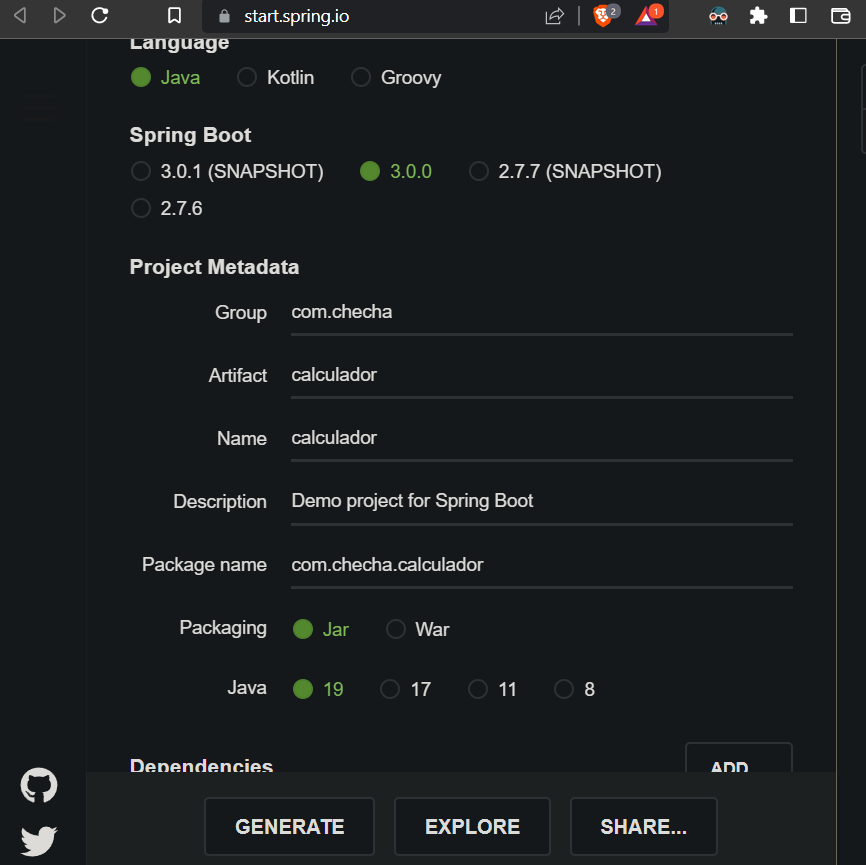 start.spring.io
2
1
Language
Java Kotlin Groovy
Spring Boot
3.0.1 (SNAPSHOT) 3.0.0 2.7.7 (SNAPSHOT)
2.7.6
Project Metadata
Group com.checha
Artifact calculador
Name calculador
Description Demo project for Spring Boot
Package name com.checha.calculador
Packaging Jar War
Java 19 17 11 8
Dependencies ADD
GENERATE EXPLORE SHARE...